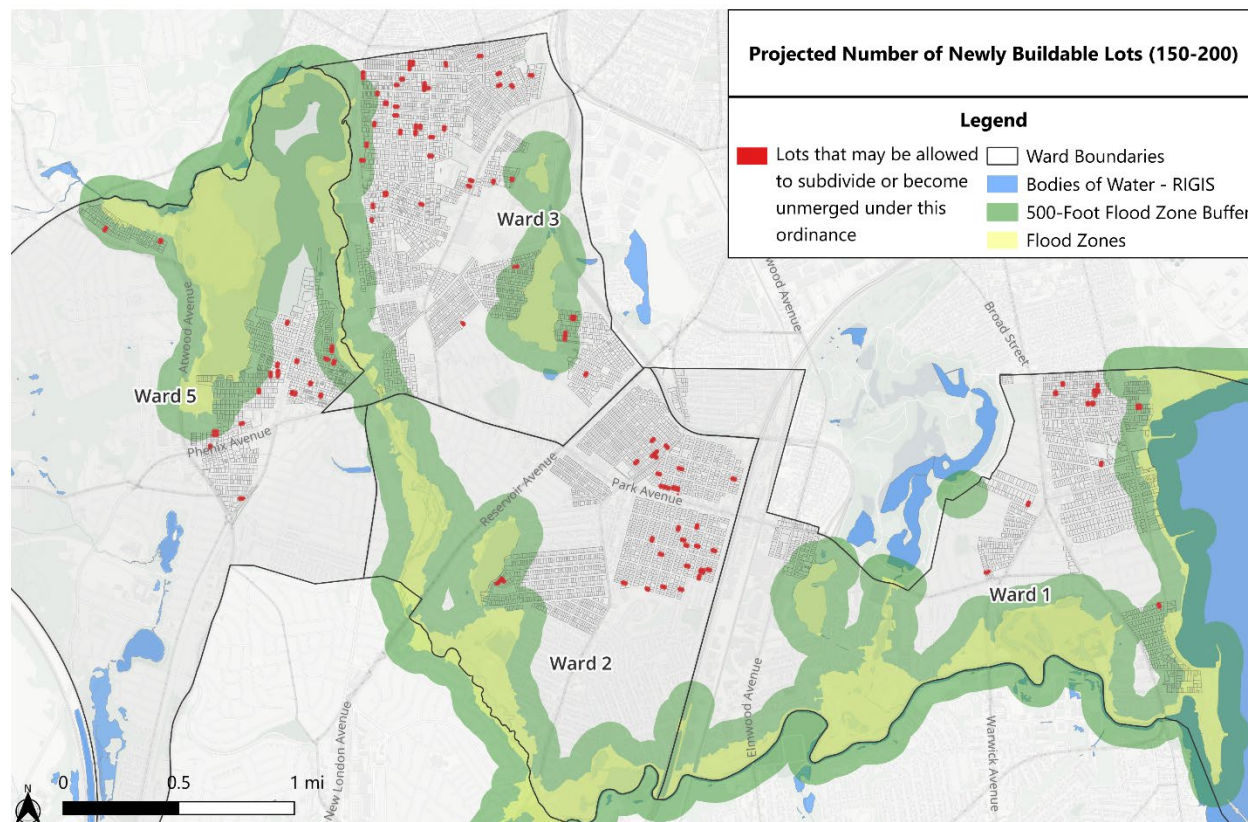 Projected Number of Newly Buildable Lots (150-200)
Legend
Lots that may be allowed
to subdivide or become
unmerged under this
ordinance
Ward Boundaries
Bodies of Water - RIGIS
500-Foot Flood Zone Buffer
Flood Zones
Ward 3
wood Avenue
Broad Street
Atwood Avenue
Ward 5
Phenix Avenue
Reservoir Avenue
Park Avenue
Ward 1
Ward 2
Elmwood Avenue
Warwick Avenue
New London Avenue
0 0.5 1 mi
N